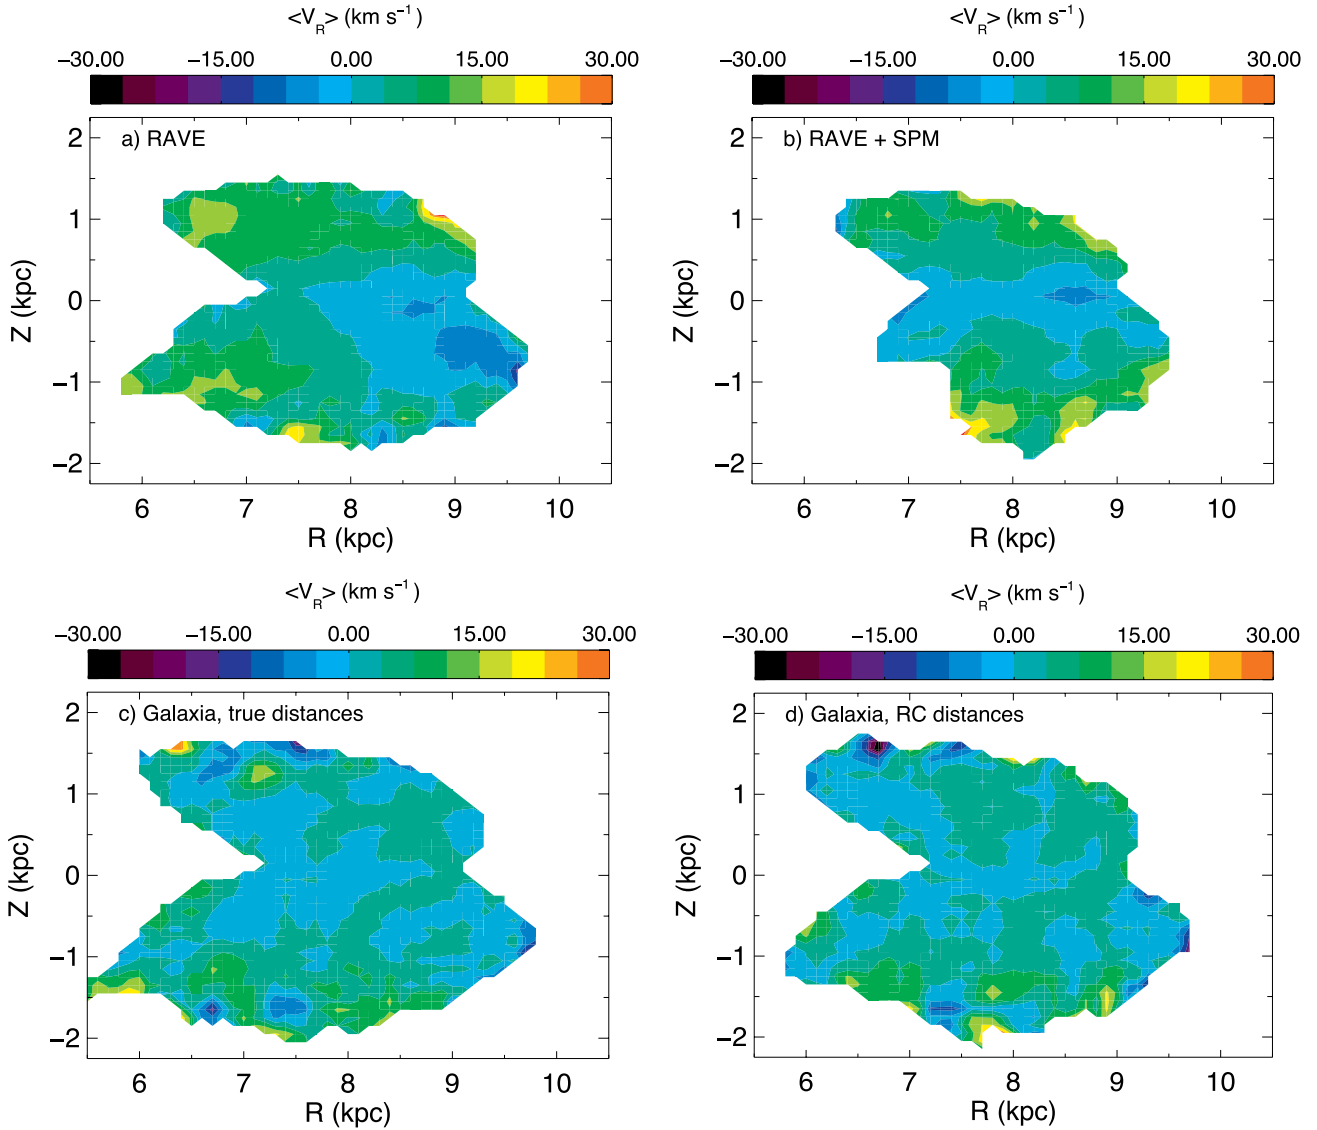 <V_R> (km s⁻¹)
−30.00 −15.00 0.00 15.00 30.00
a) RAVE
2
1
0
−1
−2
Z (kpc)
6 7 8 9 10
R (kpc)
<V_R> (km s⁻¹)
−30.00 −15.00 0.00 15.00 30.00
b) RAVE + SPM
2
1
0
−1
−2
Z (kpc)
6 7 8 9 10
R (kpc)
<V_R> (km s⁻¹)
−30.00 −15.00 0.00 15.00 30.00
c) Galaxia, true distances
2
1
0
−1
−2
Z (kpc)
6 7 8 9 10
R (kpc)
<V_R> (km s⁻¹)
−30.00 −15.00 0.00 15.00 30.00
d) Galaxia, RC distances
2
1
0
−1
−2
Z (kpc)
6 7 8 9 10
R (kpc)